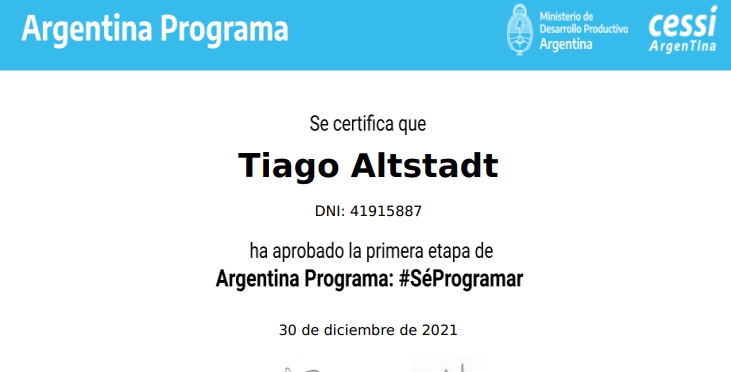 Argentina Programa
Ministerio de
Desarrollo Productivo
Argentina
cessi
ArgenTIna
Se certifica que
Tiago Altstadt
DNI: 41915887
ha aprobado la primera etapa de
Argentina Programa: #SéProgramar
30 de diciembre de 2021